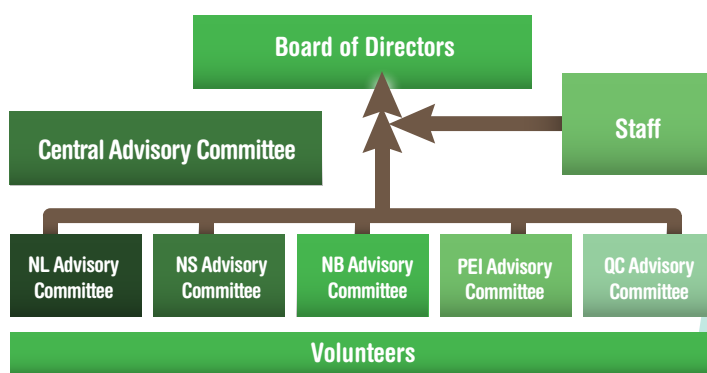 Board of Directors
Staff
Central Advisory Committee
NL Advisory
Committee
NS Advisory
Committee
NB Advisory
Committee
PEI Advisory
Committee
QC Advisory
Committee
Volunteers